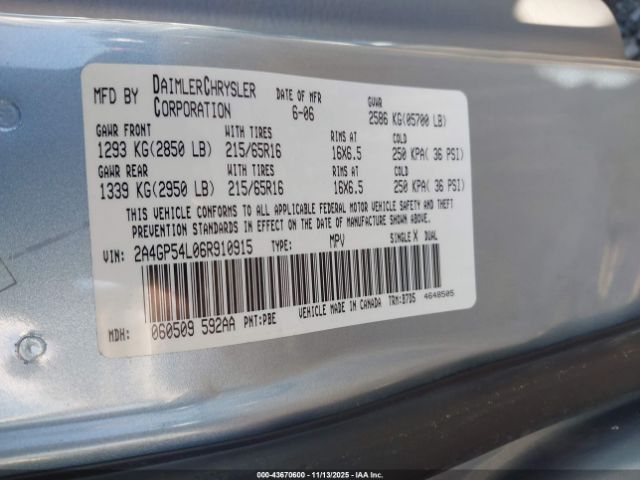 MFD BY DAIMLERCHRYSLER CORPORATION DATE OF MFR 6-06 GVWR 2586 KG(05700 LB)
GAWR FRONT WITH TIRES RIMS AT COLD
1293 KG(2850 LB) 215/65R16 16X6.5 250 KPA( 36 PSI)
GAWR REAR WITH TIRES RIMS AT COLD
1339 KG(2950 LB) 215/65R16 16X6.5 250 KPA( 36 PSI)
THIS VEHICLE CONFORMS TO ALL APPLICABLE FEDERAL MOTOR VEHICLE SAFETY AND THEFT
PREVENTION STANDARDS IN EFFECT ON THE DATE OF MANUFACTURE SHOWN ABOVE.
VIN: 2A4GP54L06R910915 TYPE: MPV SINGLE X DUAL
MDH: 060509 592AA PNT:PBE VEHICLE MADE IN CANADA TRM:B7D5 4648505
000-43670600 - 11/13/2025 - IAAI.COM